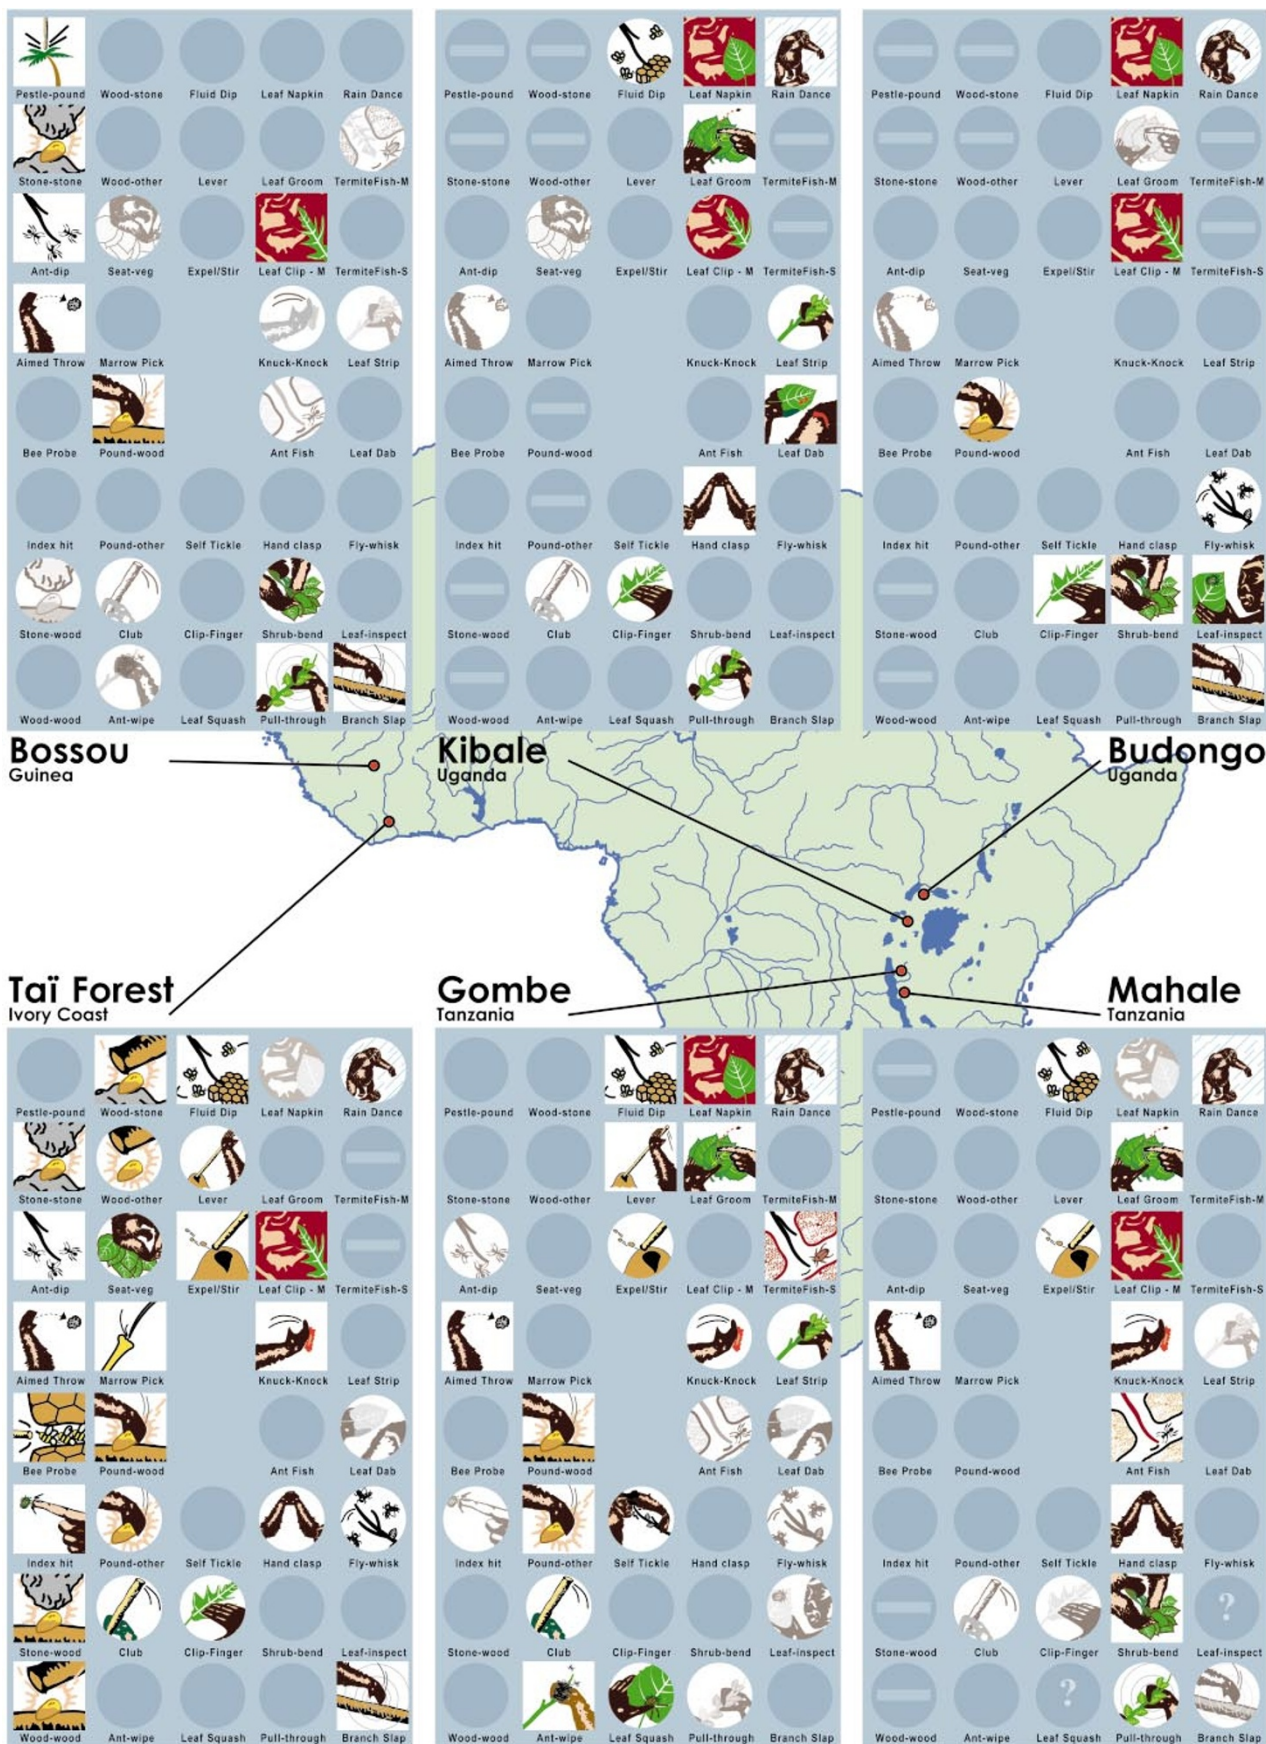 Pestle-pound Wood-stone Fluid Dip Leaf Napkin Rain Dance
Stone-stone Wood-other Lever Leaf Groom TermiteFish-M
Ant-dip Seat-veg Expel/Stir Leaf Clip - M TermiteFish-S
Aimed Throw Marrow Pick Knuck-Knock Leaf Strip
Bee Probe Pound-wood Ant Fish Leaf Dab
Index hit Pound-other Self Tickle Hand clasp Fly-whisk
Stone-wood Club Clip-Finger Shrub-bend Leaf-inspect
Wood-wood Ant-wipe Leaf Squash Pull-through Branch Slap
Bossou
Guinea
Pestle-pound Wood-stone Fluid Dip Leaf Napkin Rain Dance
Stone-stone Wood-other Lever Leaf Groom TermiteFish-M
Ant-dip Seat-veg Expel/Stir Leaf Clip - M TermiteFish-S
Aimed Throw Marrow Pick Knuck-Knock Leaf Strip
Bee Probe Pound-wood Ant Fish Leaf Dab
Index hit Pound-other Self Tickle Hand clasp Fly-whisk
Stone-wood Club Clip-Finger Shrub-bend Leaf-inspect
Wood-wood Ant-wipe Leaf Squash Pull-through Branch Slap
Kibale
Uganda
Pestle-pound Wood-stone Fluid Dip Leaf Napkin Rain Dance
Stone-stone Wood-other Lever Leaf Groom TermiteFish-M
Ant-dip Seat-veg Expel/Stir Leaf Clip - M TermiteFish-S
Aimed Throw Marrow Pick Knuck-Knock Leaf Strip
Bee Probe Pound-wood Ant Fish Leaf Dab
Index hit Pound-other Self Tickle Hand clasp Fly-whisk
Stone-wood Club Clip-Finger Shrub-bend Leaf-inspect
Wood-wood Ant-wipe Leaf Squash Pull-through Branch Slap
Budongo
Uganda
Taï Forest
Ivory Coast
Pestle-pound Wood-stone Fluid Dip Leaf Napkin Rain Dance
Stone-stone Wood-other Lever Leaf Groom TermiteFish-M
Ant-dip Seat-veg Expel/Stir Leaf Clip - M TermiteFish-S
Aimed Throw Marrow Pick Knuck-Knock Leaf Strip
Bee Probe Pound-wood Ant Fish Leaf Dab
Index hit Pound-other Self Tickle Hand clasp Fly-whisk
Stone-wood Club Clip-Finger Shrub-bend Leaf-inspect
Wood-wood Ant-wipe Leaf Squash Pull-through Branch Slap
Gombe
Tanzania
Pestle-pound Wood-stone Fluid Dip Leaf Napkin Rain Dance
Stone-stone Wood-other Lever Leaf Groom TermiteFish-M
Ant-dip Seat-veg Expel/Stir Leaf Clip - M TermiteFish-S
Aimed Throw Marrow Pick Knuck-Knock Leaf Strip
Bee Probe Pound-wood Ant Fish Leaf Dab
Index hit Pound-other Self Tickle Hand clasp Fly-whisk
Stone-wood Club Clip-Finger Shrub-bend Leaf-inspect
Wood-wood Ant-wipe Leaf Squash Pull-through Branch Slap
Mahale
Tanzania
Pestle-pound Wood-stone Fluid Dip Leaf Napkin Rain Dance
Stone-stone Wood-other Lever Leaf Groom TermiteFish-M
Ant-dip Seat-veg Expel/Stir Leaf Clip - M TermiteFish-S
Aimed Throw Marrow Pick Knuck-Knock Leaf Strip
Bee Probe Pound-wood Ant Fish Leaf Dab
Index hit Pound-other Self Tickle Hand clasp Fly-whisk
?
Stone-wood Club Clip-Finger Shrub-bend Leaf-inspect
?
Wood-wood Ant-wipe Leaf Squash Pull-through Branch Slap